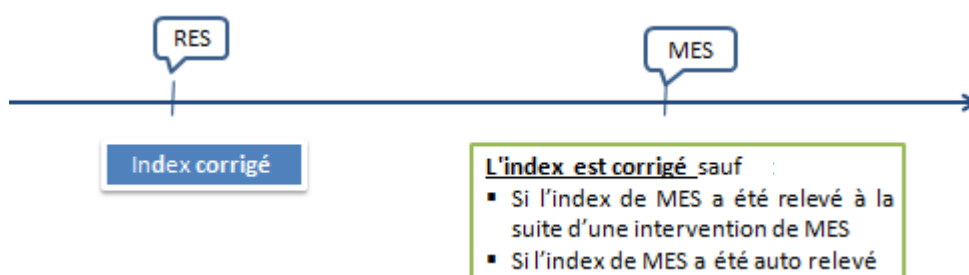 RES
MES
Index corrigé
L'index est corrigé sauf :
▪ Si l'index de MES a été relevé à la
suite d'une intervention de MES
▪ Si l'index de MES a été auto relevé